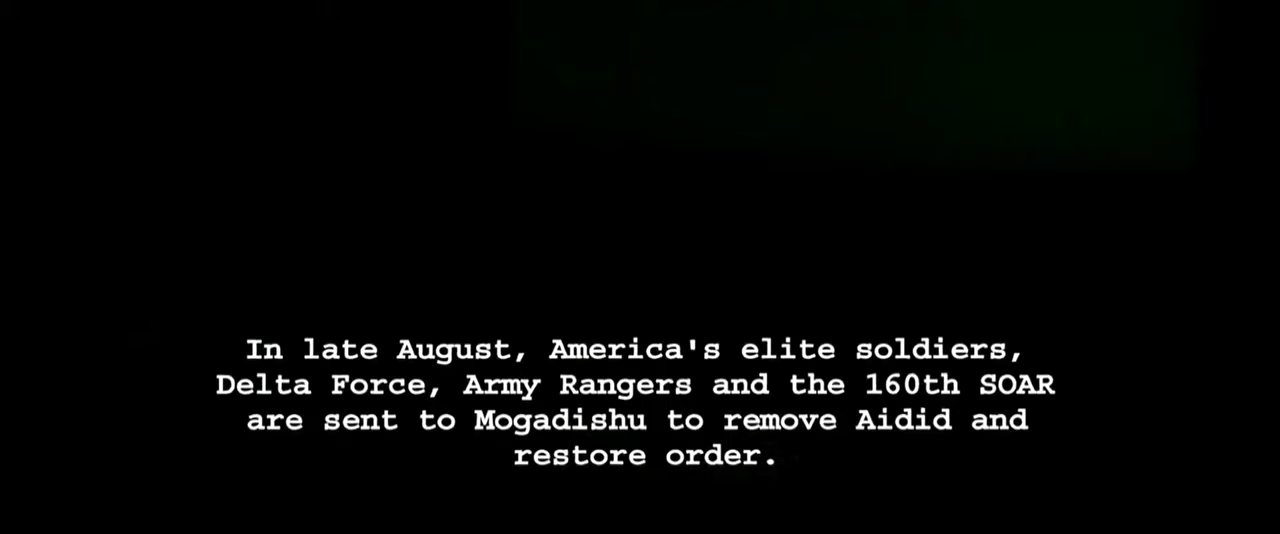 In late August, America's elite soldiers,
Delta Force, Army Rangers and the 160th SOAR
are sent to Mogadishu to remove Aidid and
restore order.